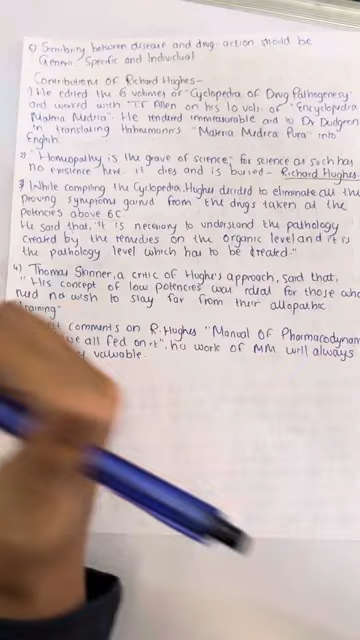 c) Similarity between disease and drug action should be
Generic, Specific and Individual
Contributions of Richard Hughes -
1) He edited the 6 volumes of "Cyclopedia of Drug Pathogenesy"
and worked with TF Allen on his 10 vol. of "Encyclopedia
Materia Medica". He rendered immeasurable aid to Dr Dudgeon
in translating Hahnemann's "Materia Medica Pura" into
English
2) "Homeopathy is the grave of science" for science as such has
no existence here. it dies and is buried - Richard Hughes
3) While compiling the Cyclopedia, Hughes decided to eliminate all the
proving symptoms gained from the drugs taken at the
potencies above 6C
He said that, "it is necessary to understand the pathology
created by the remedies on the organic level and it is
the pathology level which has to be treated"
4) Thomas Skinner, a critic of Hughe's approach, said that,
"His concept of low potencies was ideal for those who
did not wish to stay far from their allopathic
training"
comments on R. Hughes "Manual of Pharmacodynam
we all fed on it", his work of MM will always
valuable.